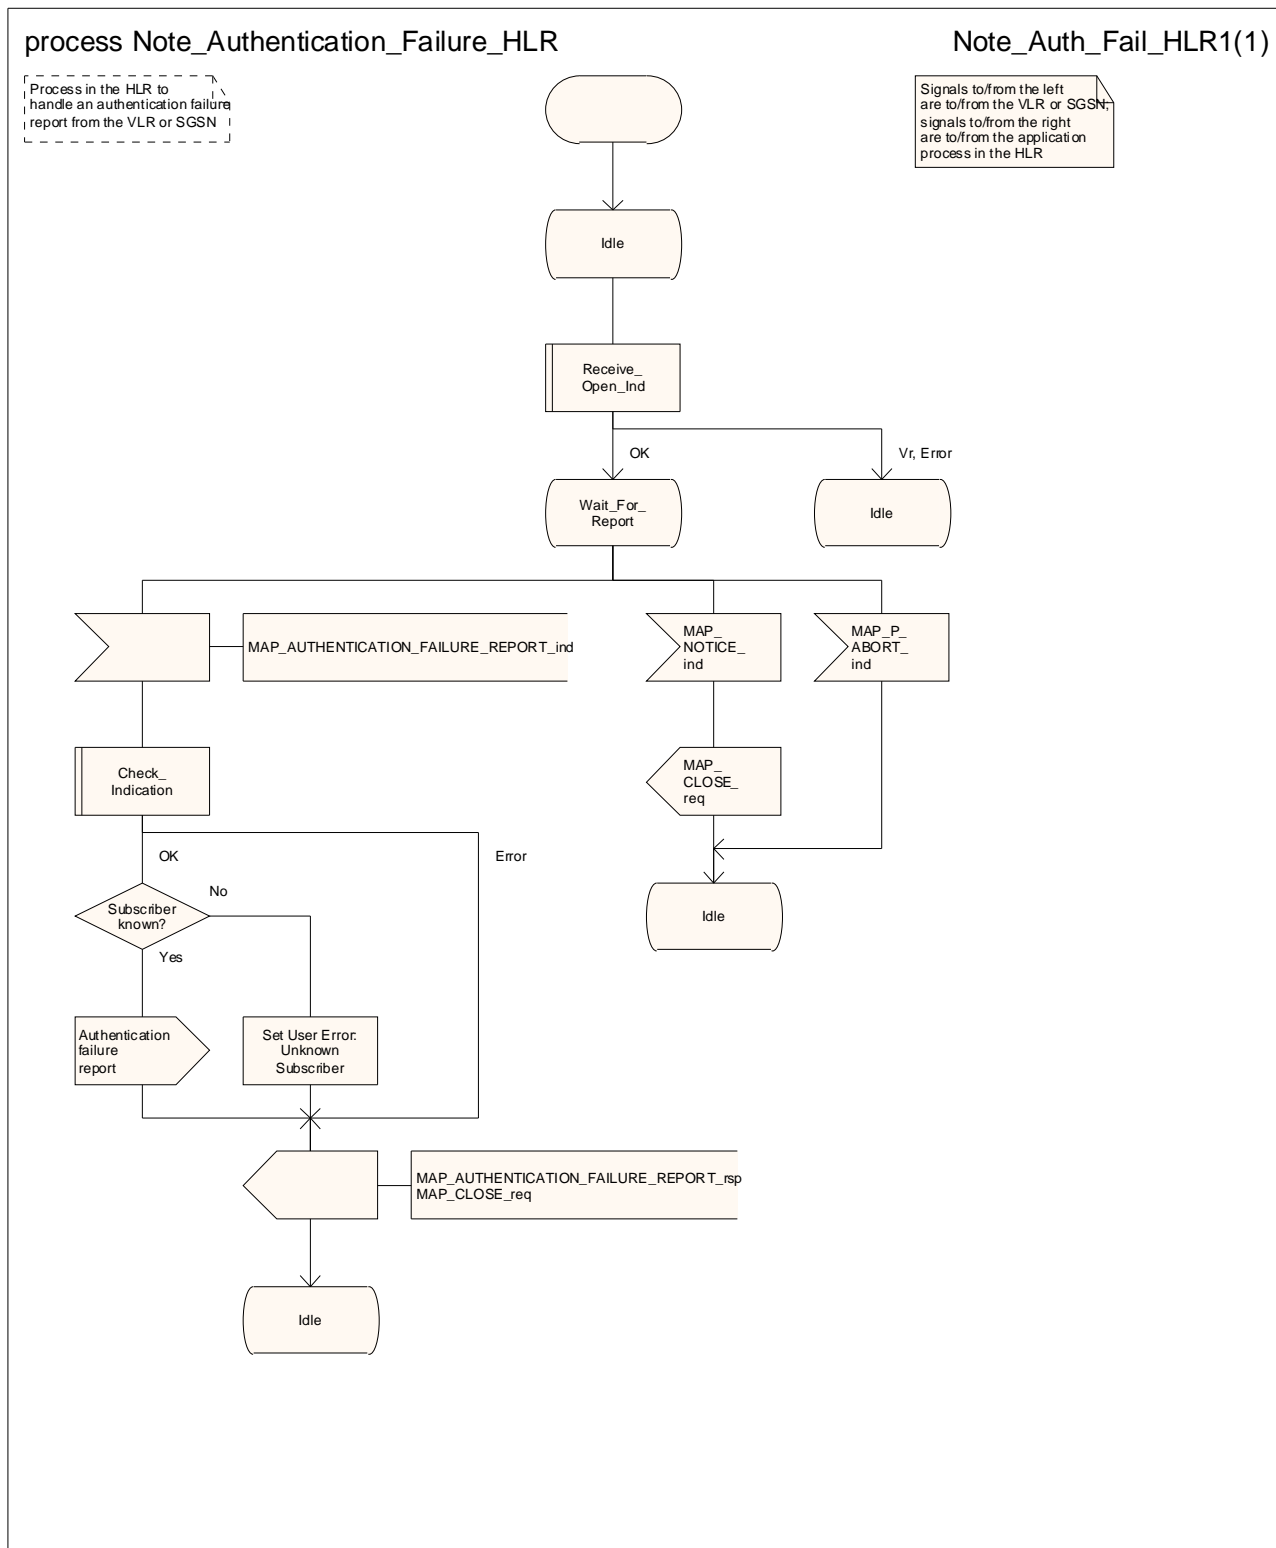 process Note_Authentication_Failure_HLR
Note_Auth_Fail_HLR1(1)
Process in the HLR to
handle an authentication failure
report from the VLR or SGSN
Signals to/from the left
are to/from the VLR or SGSN;
signals to/from the right
are to/from the application
process in the HLR
Idle
Receive_
Open_Ind
OK
Vr, Error
Wait_For_
Report
Idle
MAP_AUTHENTICATION_FAILURE_REPORT_ind
MAP_
NOTICE_
ind
MAP_P_
ABORT_
ind
Check_
Indication
MAP_
CLOSE_
req
OK
Error
No
Subscriber
known?
Idle
Yes
Authentication
failure
report
Set User Error:
Unknown
Subscriber
MAP_AUTHENTICATION_FAILURE_REPORT_rsp
MAP_CLOSE_req
Idle